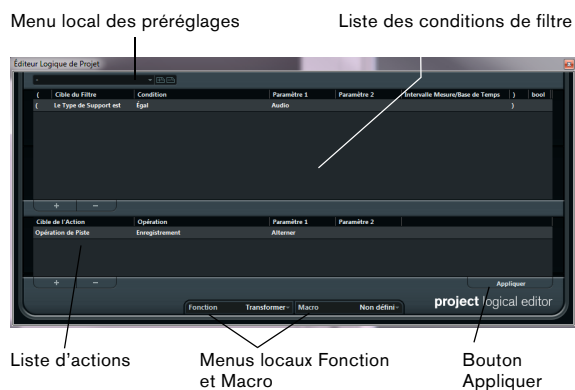 Menu local des préréglages
Liste des conditions de filtre
Éditeur Logique de Projet
( Cible du Filtre Condition Paramètre 1 Paramètre 2 Intervalle Mesure/Base de Temps ) bool
( Le Type de Support est Égal Audio )
+ −
Cible de l'Action Opération Paramètre 1 Paramètre 2
Opération de Piste Enregistrement Alterner
+ − Appliquer
Fonction Transformer Macro Non défini
project logical editor
Liste d'actions
Menus locaux Fonction
et Macro
Bouton
Appliquer